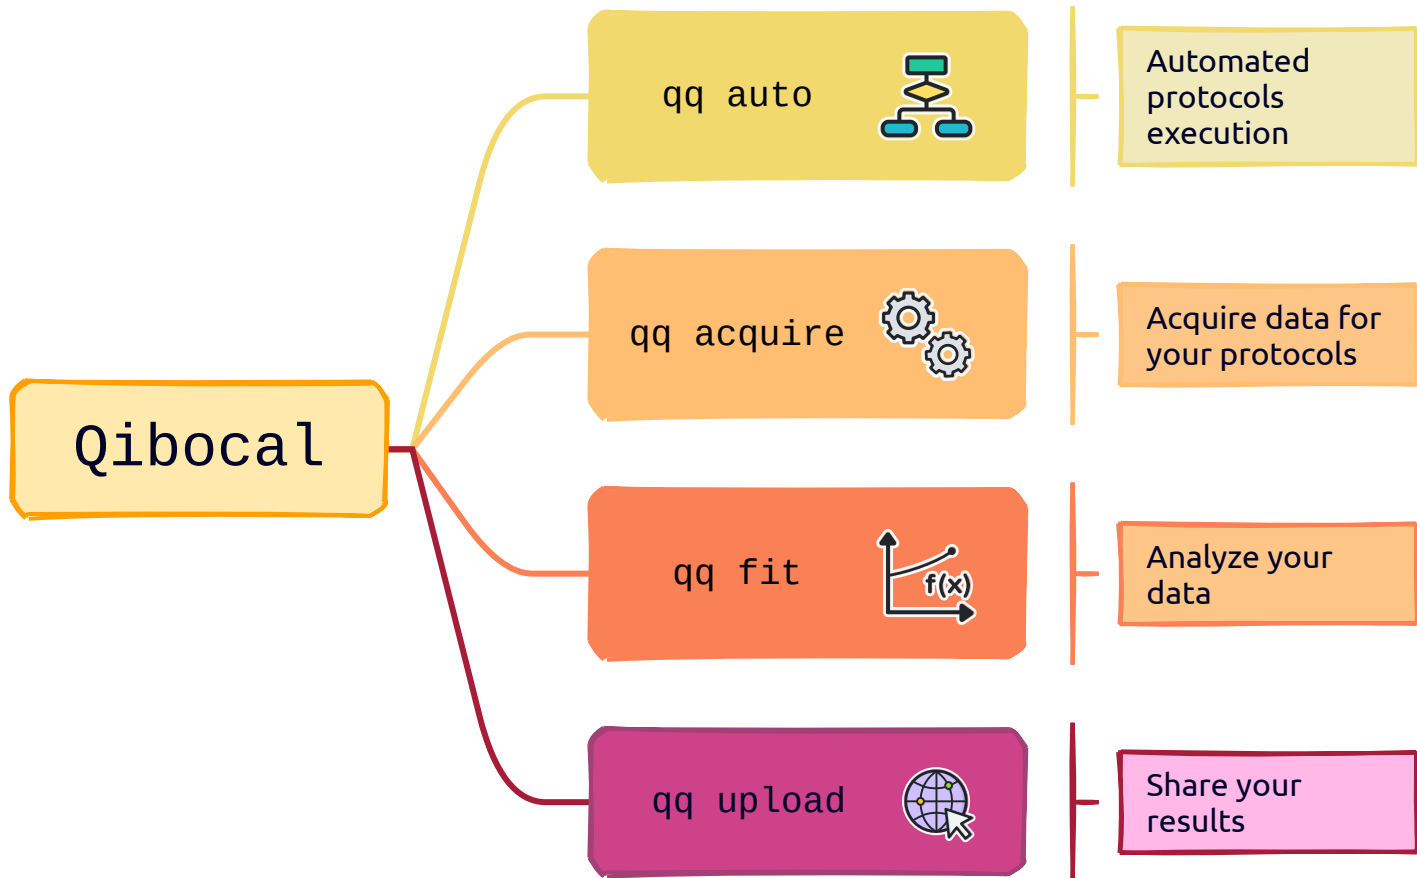 Qibocal
qq auto
Automated
protocols
execution
qq acquire
Acquire data for
your protocols
qq fit
f(x)
Analyze your
data
qq upload
Share your
results